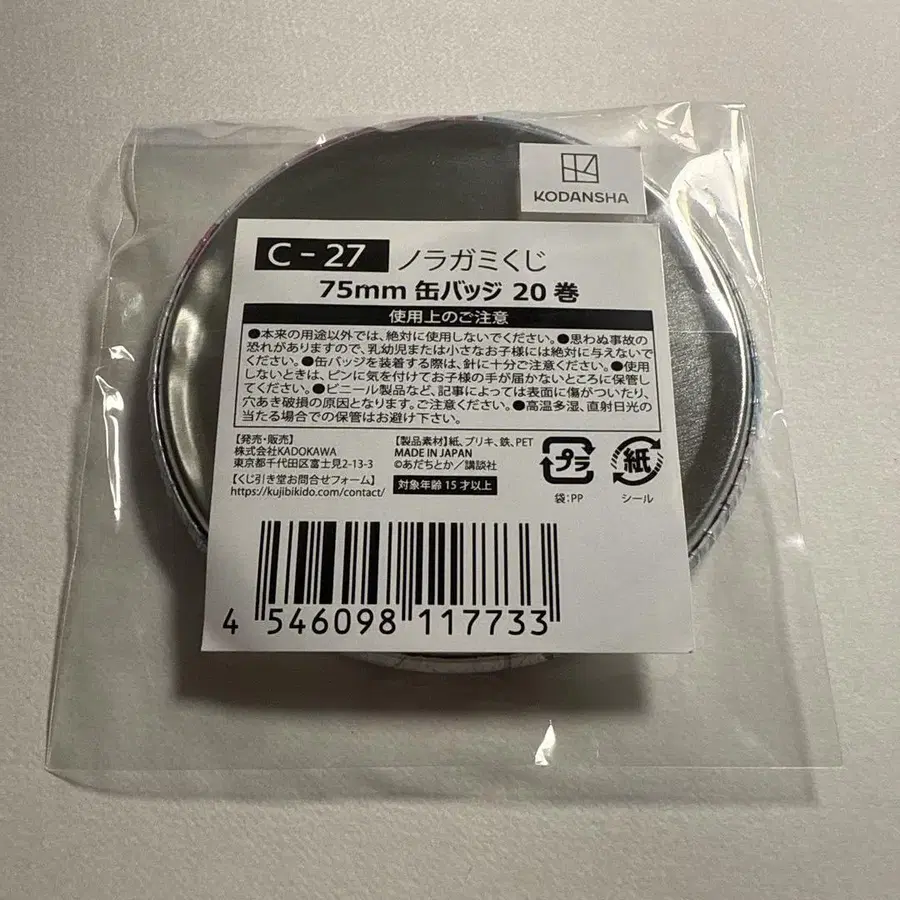 KODANSHA
C-27 ノラガミくじ
75mm 缶バッジ 20 巻
使用上のご注意
●本来の用途以外では、絶対に使用しないでください。●思わぬ事故の
恐れがありますので、乳幼児または小さなお子様には絶対に与えないで
ください。●缶バッジを装着する際は、針に十分ご注意ください。●使用
しないときは、ピンに気を付けてお子様の手が届かないところに保管し
てください。●ビニール製品など、記事によっては表面に傷がついたり、
穴あき破損の原因となります。ご注意ください。●高温多湿、直射日光の
当たる場合での保管はお避け下さい。
【発売・販売】
株式会社KADOKAWA
東京都千代田区富士見2-13-3
【くじ引き堂お問合せフォーム】
https://kujibikido.com/contact/
【製品素材】紙、ブリキ、鉄、PET
MADE IN JAPAN
©あだちとか／講談社
対象年齢 15 才以上
プラ
袋:PP
紙
シール
4 546098 117733